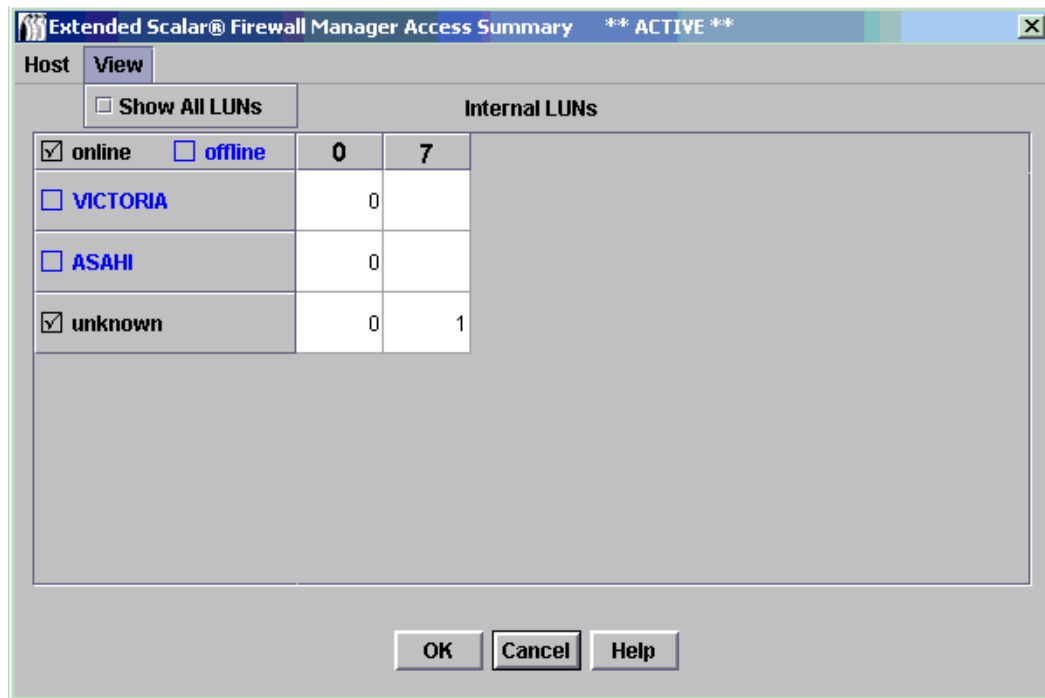 Extended Scalar® Firewall Manager Access Summary ** ACTIVE **
Host View
Show All LUNs Internal LUNs
online offline 0 7
VICTORIA 0
ASAHI 0
unknown 0 1
OK Cancel Help